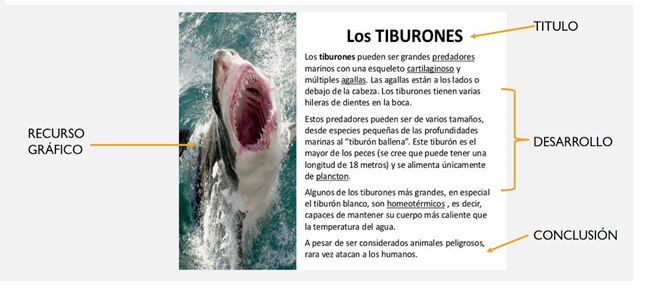 Los TIBURONES
TITULO
Los tiburones pueden ser grandes predadores
marinos con una esqueleto cartilaginoso y
múltiples agallas. Las agallas están a los lados o
debajo de la cabeza. Los tiburones tienen varias
hileras de dientes en la boca.
Estos predadores pueden ser de varios tamaños,
desde especies pequeñas de las profundidades
marinas al “tiburón ballena”. Este tiburón es el
mayor de los peces (se cree que puede tener una
longitud de 18 metros) y se alimenta únicamente
de plancton.
Algunos de los tiburones más grandes, en especial
el tiburón blanco, son homeotérmicos , es decir,
capaces de mantener su cuerpo más caliente que
la temperatura del agua.
A pesar de ser considerados animales peligrosos,
rara vez atacan a los humanos.
RECURSO
GRÁFICO
DESARROLLO
CONCLUSIÓN